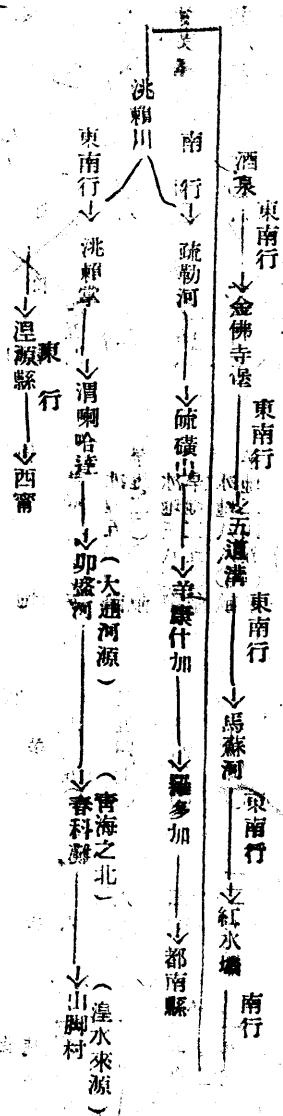 酒泉 東南行 金佛寺堡 東南行 五道溝 東南行 馬蘇河 東南行 紅水壩 南行
洮賴川
南行 疏勒河 硫磺山 羊康什加 羅多加 都南縣
東南行 洮賴掌 渭喇哈達 卯盛河(大通河源) 春科灘(青海之北) 山脚村(湟水來源)
湟源縣 東行 西甯